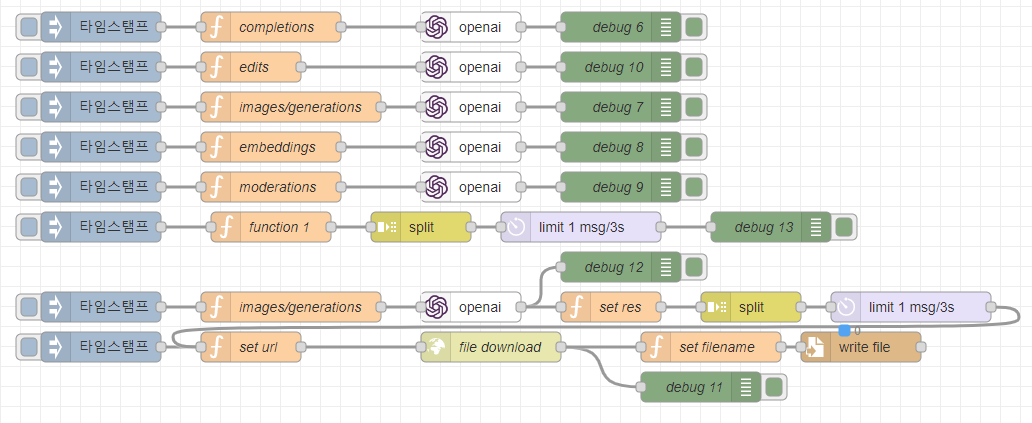 타임스탬프 completions openai debug 6
타임스탬프 edits openai debug 10
타임스탬프 images/generations openai debug 7
타임스탬프 embeddings openai debug 8
타임스탬프 moderations openai debug 9
타임스탬프 function 1 split limit 1 msg/3s debug 13
debug 12
타임스탬프 images/generations openai set res split limit 1 msg/3s
0
타임스탬프 set url file download set filename write file
debug 11